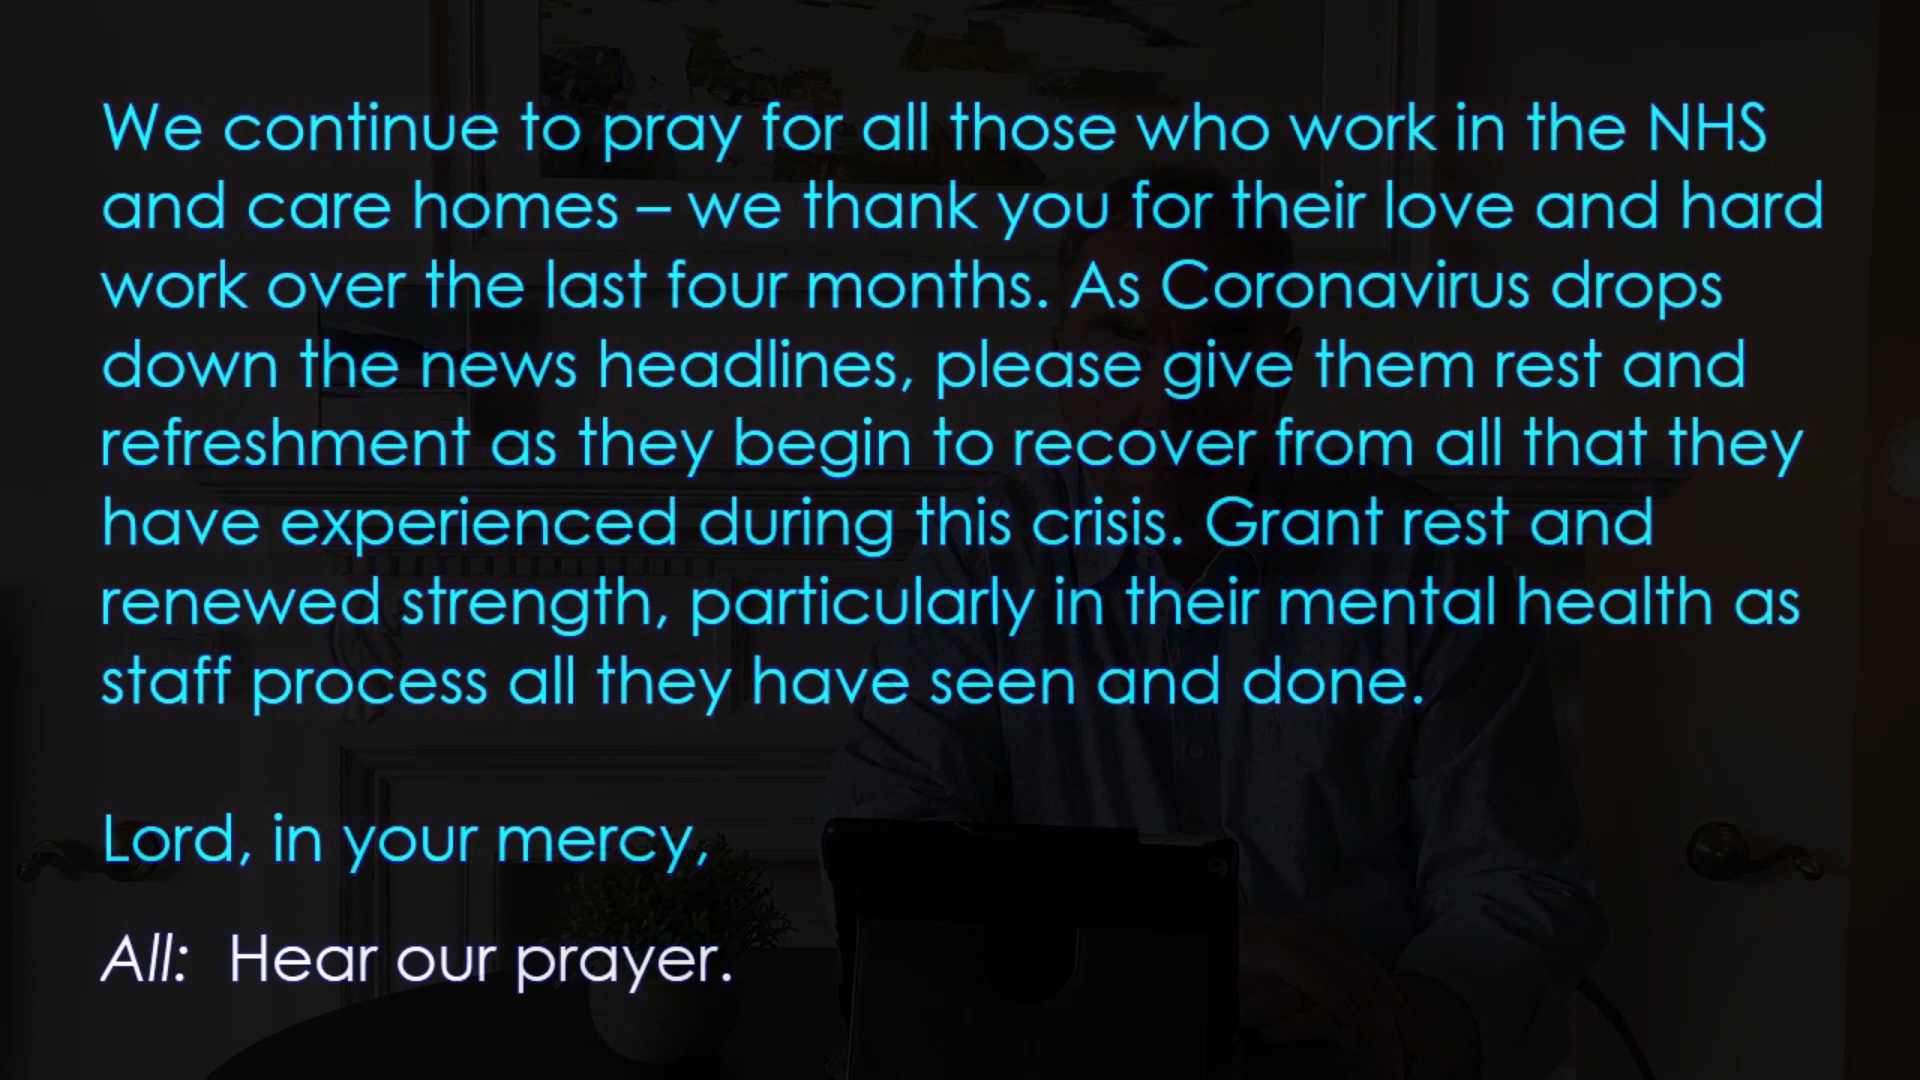 We continue to pray for all those who work in the NHS
and care homes – we thank you for their love and hard
work over the last four months. As Coronavirus drops
down the news headlines, please give them rest and
refreshment as they begin to recover from all that they
have experienced during this crisis. Grant rest and
renewed strength, particularly in their mental health as
staff process all they have seen and done.
Lord, in your mercy,
All: Hear our prayer.